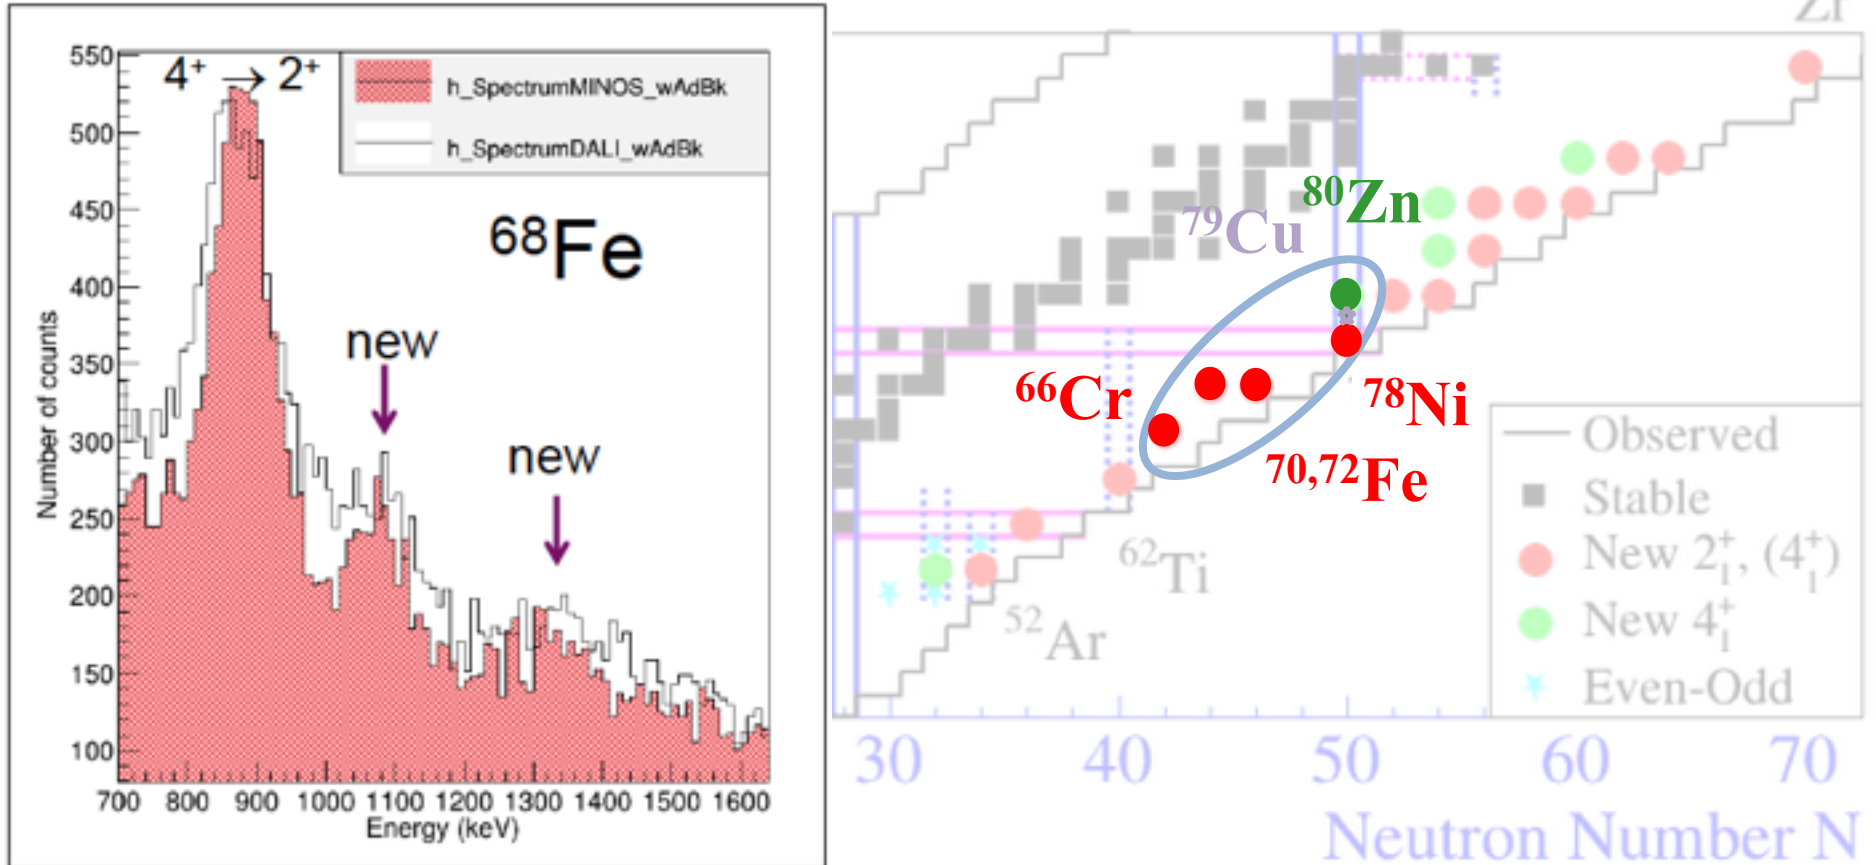 550
4⁺ → 2⁺
h_SpectrumMINOS_wAdBk
h_SpectrumDALI_wAdBk
500
450
400
350
300
250
200
150
100
⁶⁸Fe
new
new
Number of counts
700 800 900 1000 1100 1200 1300 1400 1500 1600
Energy (keV)
Zr
⁸⁰Zn
⁷⁹Cu
⁶⁶Cr
⁷⁸Ni
⁷⁰,⁷²Fe
⁶²Ti
⁵²Ar
Observed
Stable
New 2⁺₁, (4⁺₁)
New 4⁺₁
Even-Odd
30 40 50 60 70
Neutron Number N